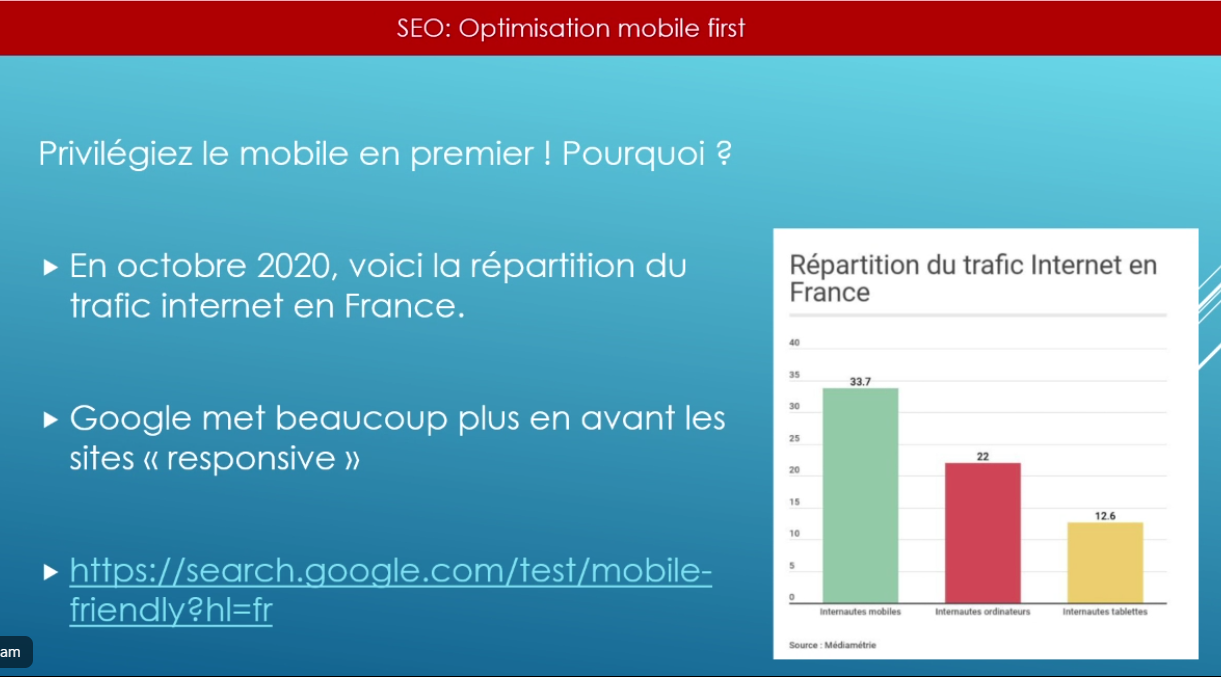 SEO: Optimisation mobile first
Privilégiez le mobile en premier ! Pourquoi ?
En octobre 2020, voici la répartition du
trafic internet en France.
Google met beaucoup plus en avant les
sites « responsive »
https://search.google.com/test/mobile-
friendly?hl=fr
Répartition du trafic Internet en
France
40
35
33.7
30
25
22
20
15
12.6
10
5
0
Internautes mobiles
Internautes ordinateurs
Internautes tablettes
Source : Médiamétrie
am